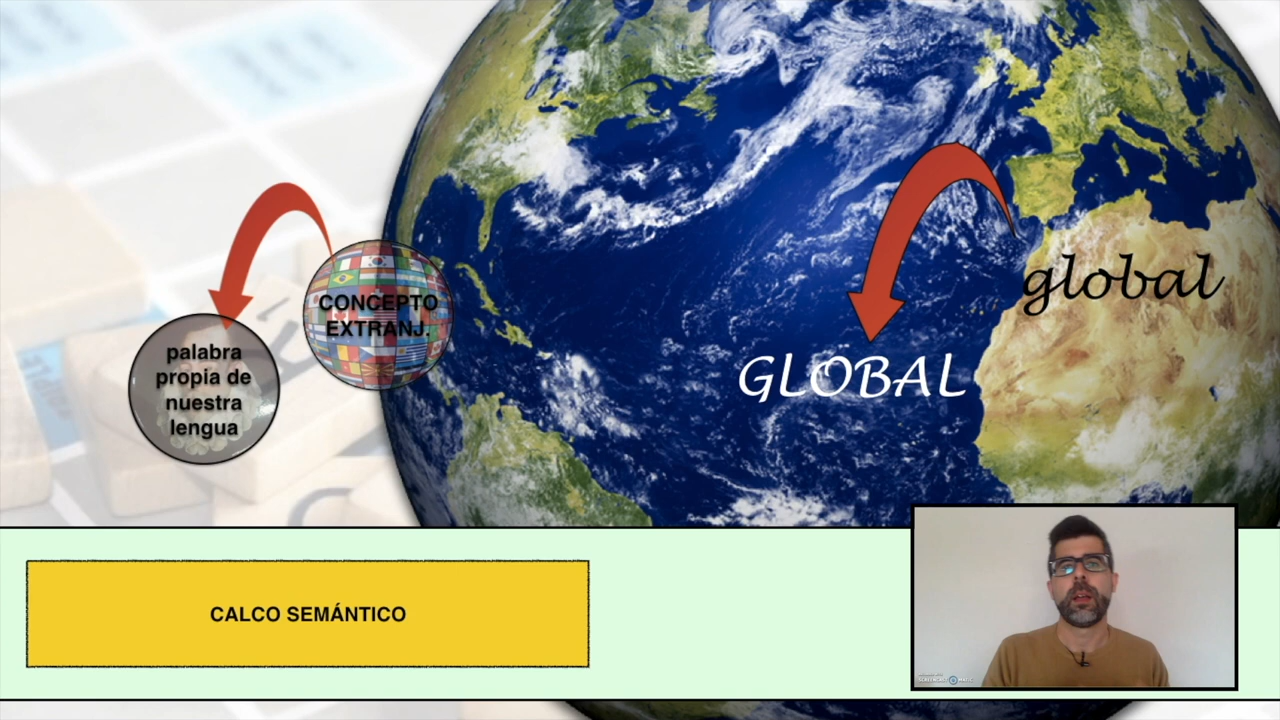 CONCEPTO
EXTRANJ.
palabra
propia de
nuestra
lengua
global
GLOBAL
CALCO SEMÁNTICO